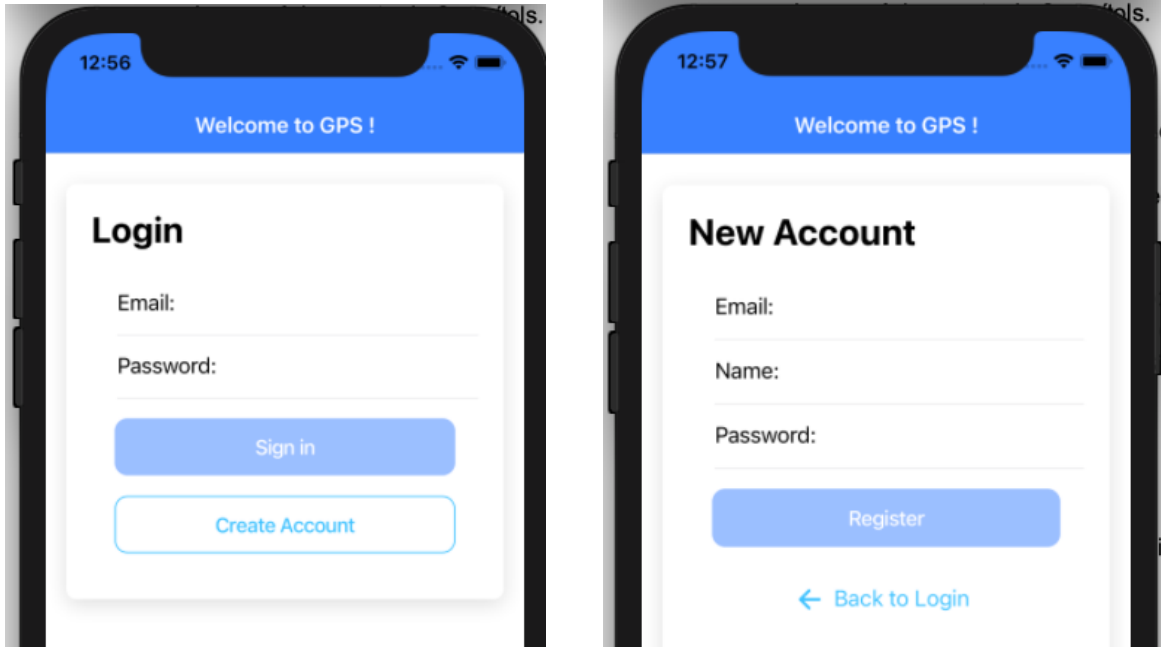 12:56
Welcome to GPS !
Login
Email:
Password:
Sign in
Create Account
12:57
Welcome to GPS !
New Account
Email:
Name:
Password:
Register
Back to Login